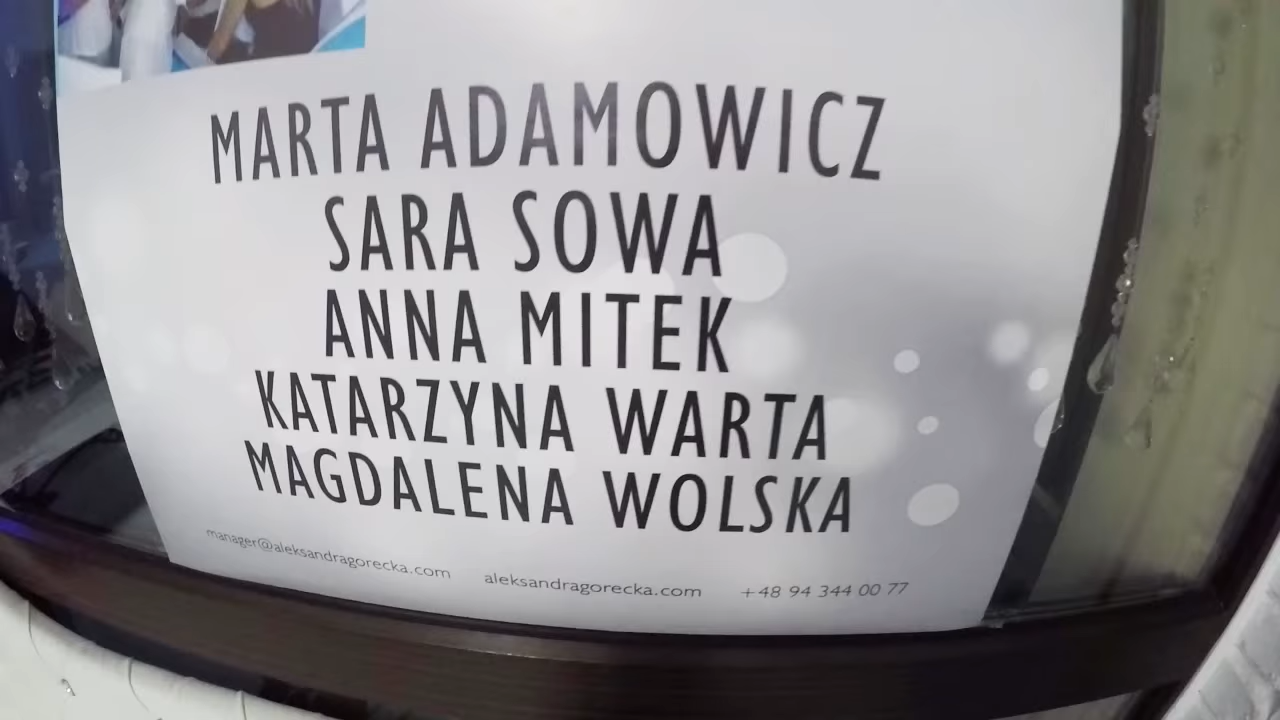 MARTA ADAMOWICZ
SARA SOWA
ANNA MITEK
KATARZYNA WARTA
MAGDALENA WOLSKA
manager@aleksandragorecka.com aleksandragorecka.com +48 94 344 00 77